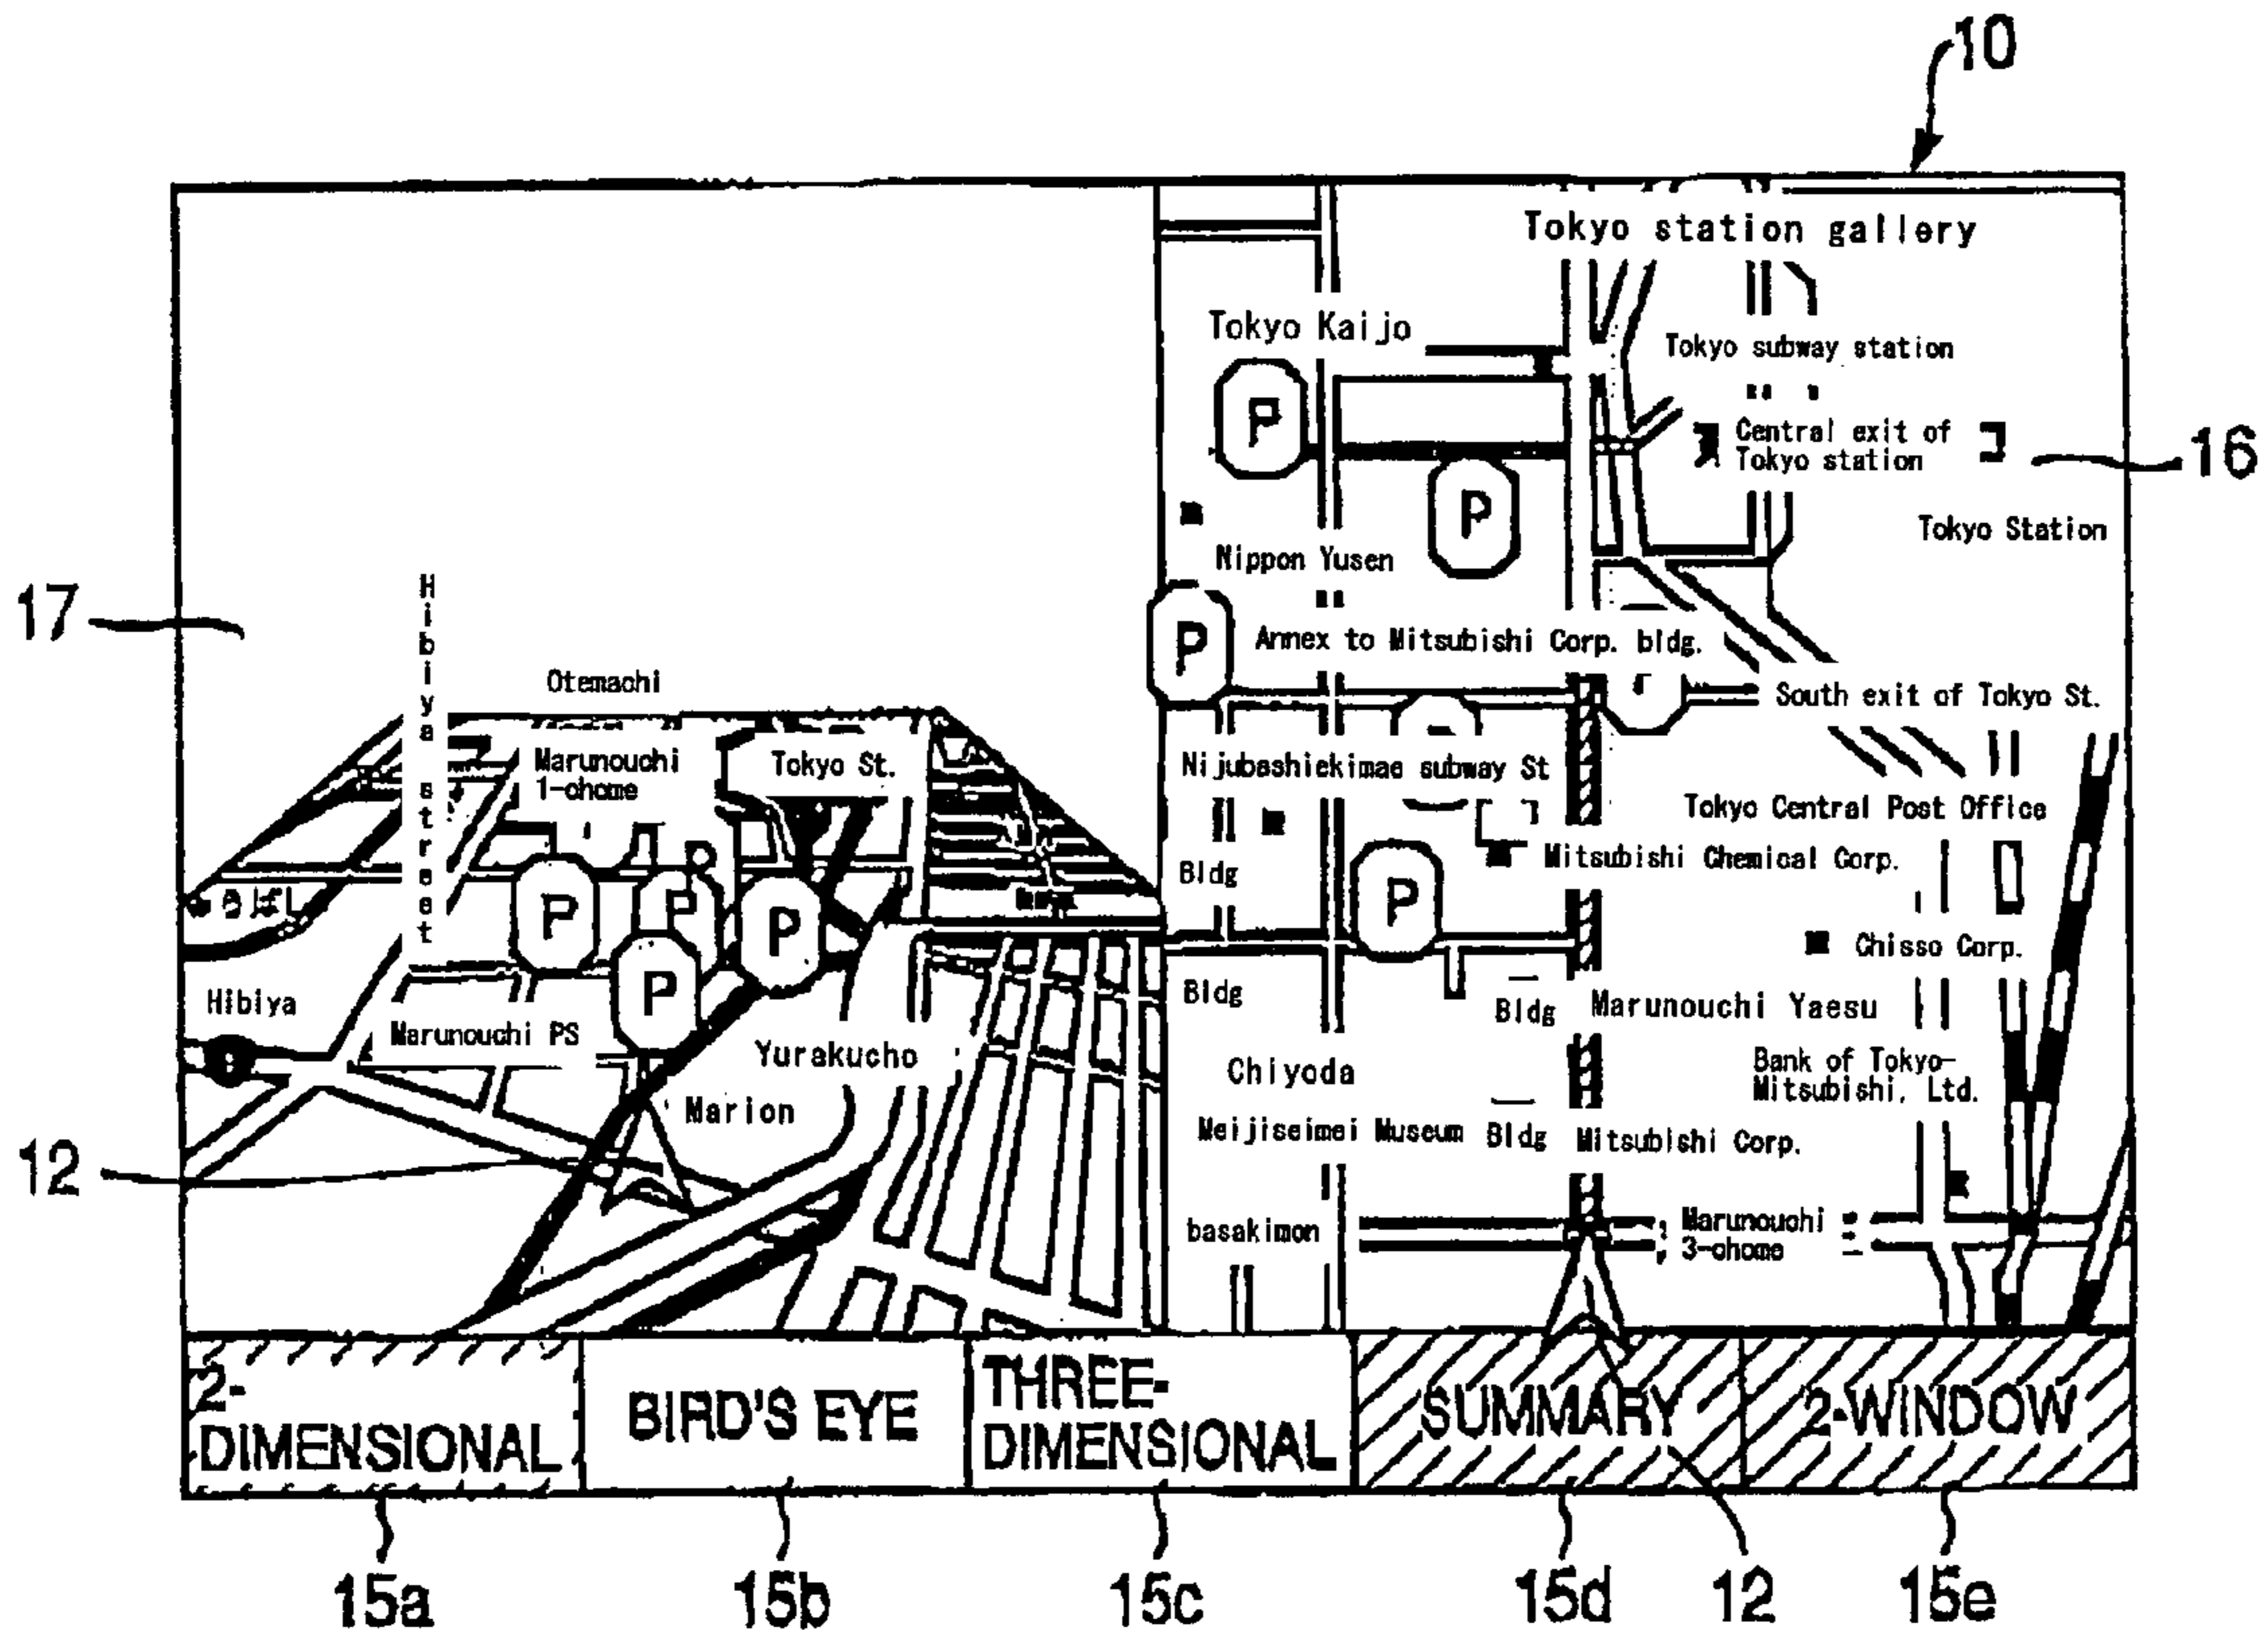 10
Tokyo station gallery
Tokyo Kaijo
Tokyo subway station
P
Central exit of
Tokyo station
16
P
Tokyo Station
Nippon Yusen
17
Hibiya street
P
Annex to Mitsubishi Corp. bldg.
Otemachi
South exit of Tokyo St.
Marunouchi
1-ohome
Tokyo St.
Nijubashiekimae subway St
Tokyo Central Post Office
Bldg
Mitsubishi Chemical Corp.
P
P
P
P
P
Chisso Corp.
Hibiya
Bldg
Bldg
Marunouchi Yaesu
Marunouchi PS
Yurakucho
Chiyoda
Bank of Tokyo-
Mitsubishi, Ltd.
Marion
Meijiseimei Museum
Bldg
Mitsubishi Corp.
12
basakimon
Marunouchi
3-ohome
2-
DIMENSIONAL
BIRD'S EYE
THREE-
DIMENSIONAL
SUMMARY
2-WINDOW
15a
15b
15c
15d
12
15e